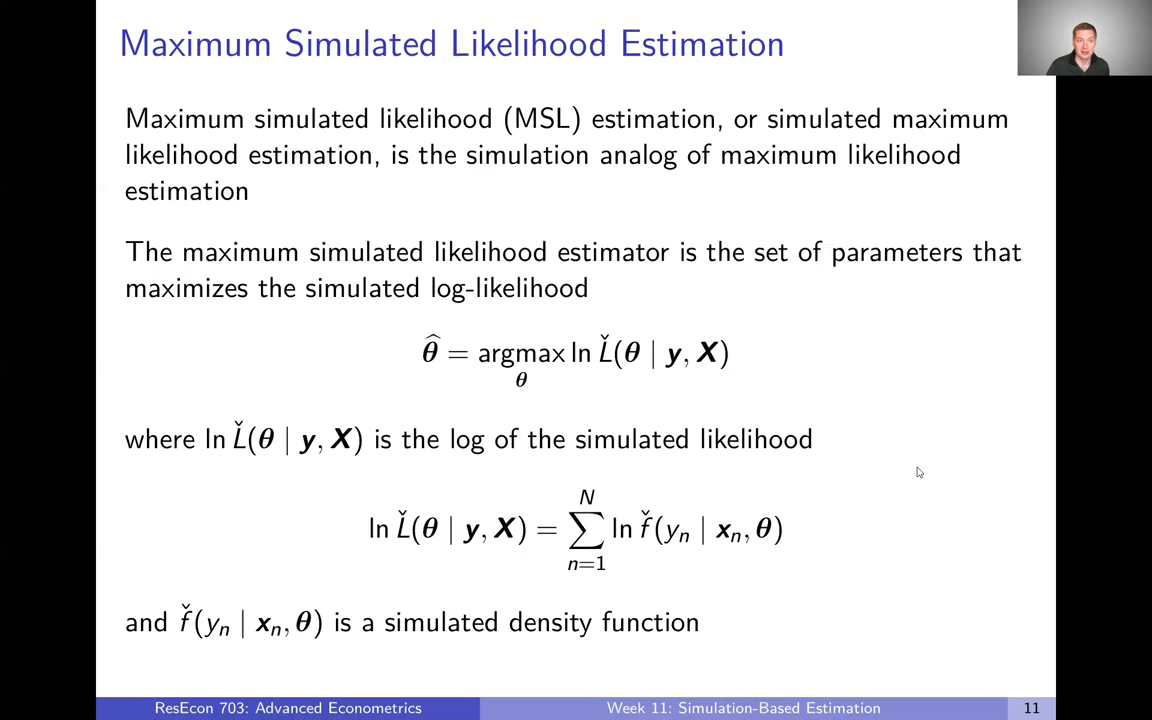 Maximum Simulated Likelihood Estimation
Maximum simulated likelihood (MSL) estimation, or simulated maximum
likelihood estimation, is the simulation analog of maximum likelihood
estimation
The maximum simulated likelihood estimator is the set of parameters that
maximizes the simulated log-likelihood
θ̂ = argmax ln Ľ(θ | y, X)
θ
where ln Ľ(θ | y, X) is the log of the simulated likelihood
N
ln Ľ(θ | y, X) = ∑ ln f̌(yₙ | xₙ, θ)
n=1
and f̌(yₙ | xₙ, θ) is a simulated density function
ResEcon 703: Advanced Econometrics
Week 11: Simulation-Based Estimation
11